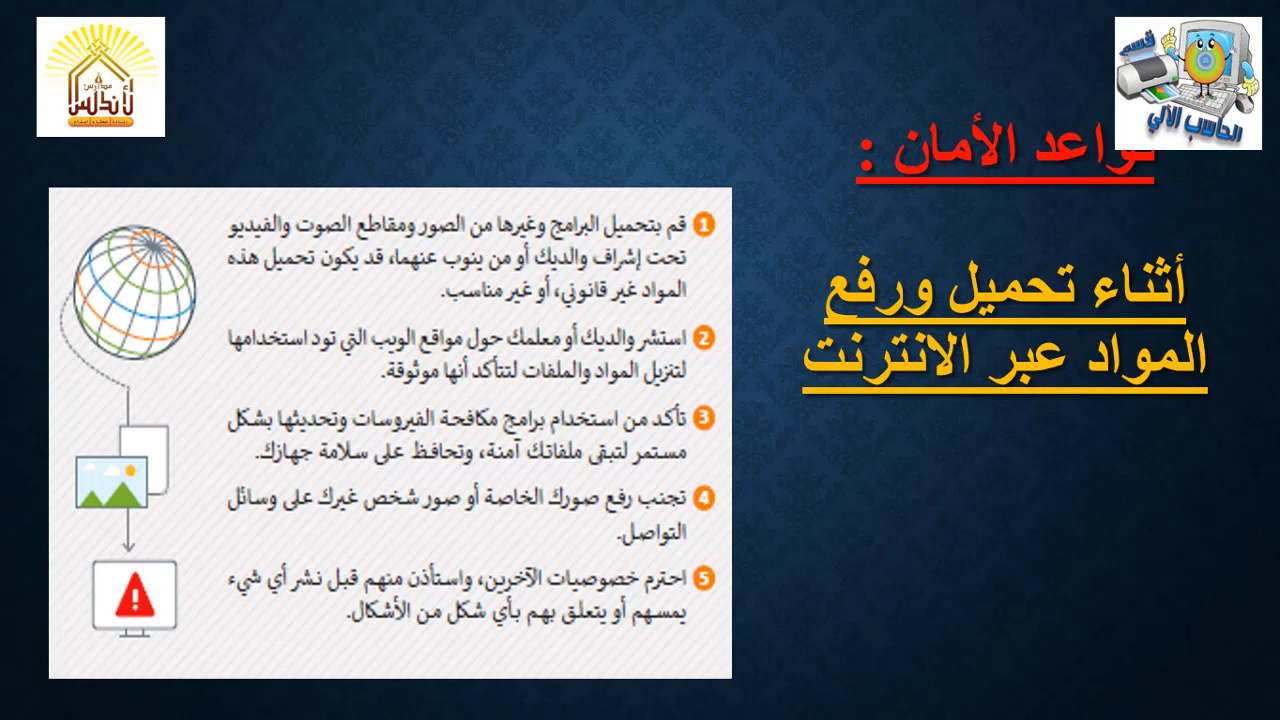 قسم
الحاسب الآلي
مدارس
الأندلس
ريادة | عطاء | ابداع
قواعد الأمان :
أثناء تحميل ورفع
المواد عبر الانترنت
1 قم بتحميل البرامج وغيرها من الصور ومقاطع الصوت والفيديو
تحت إشراف والديك أو من ينوب عنهما، قد يكون تحميل هذه
المواد غير قانوني، أو غير مناسب.
2 استشر والديك أو معلمك حول مواقع الويب التي تود استخدامها
لتنزيل المواد والملفات لتتأكد أنها موثوقة.
3 تأكد من استخدام برامج مكافحة الفيروسات وتحديثها بشكل
مستمر لتبقى ملفاتك آمنة، وتحافظ على سلامة جهازك.
4 تجنب رفع صورك الخاصة أو صور شخص غيرك على وسائل
التواصل.
5 احترم خصوصيات الآخرين، واستأذن منهم قبل نشر أي شيء
يمسهم أو يتعلق بهم بأي شكل من الأشكال.